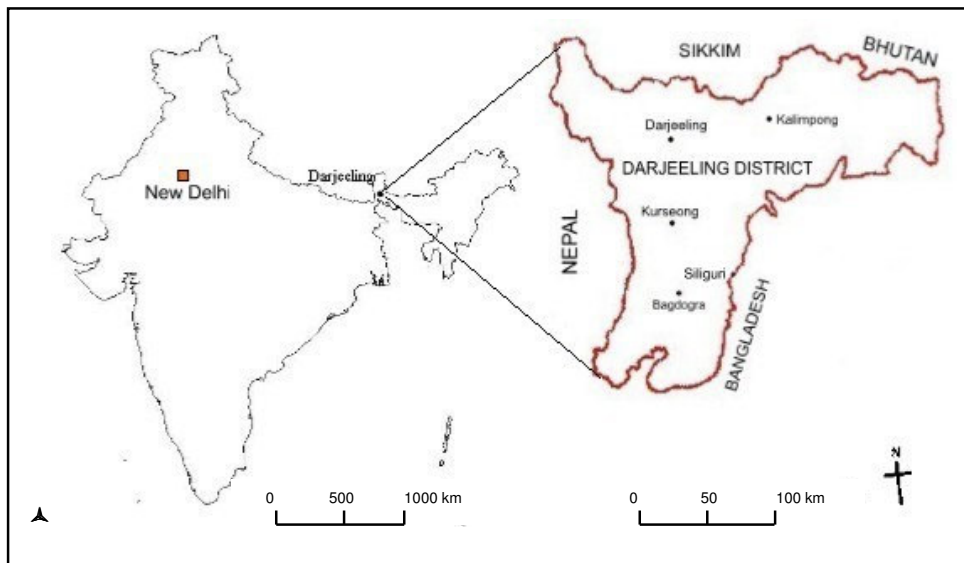 SIKKIM
BHUTAN
Darjeeling
Kalimpong
DARJEELING DISTRICT
Darjeeling
New Delhi
Kurseong
NEPAL
Siliguri
Bagdogra
BANGLADESH
N
0 500 1000 km
0 50 100 km